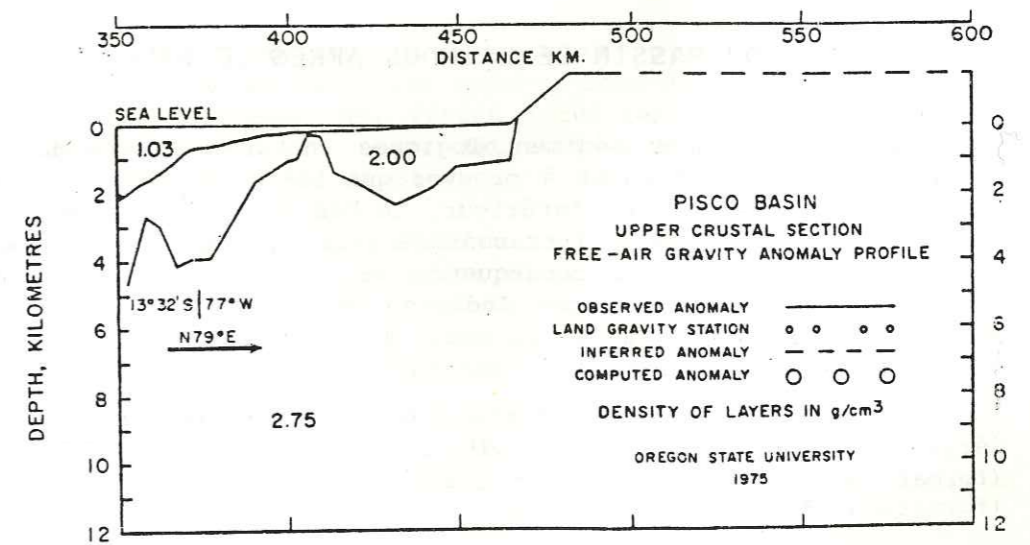 350 400 450 500 550 600
DISTANCE KM.
SEA LEVEL
0 0
1.03 2.00
2 2
PISCO BASIN
UPPER CRUSTAL SECTION
FREE-AIR GRAVITY ANOMALY PROFILE
4 4
13°32'S 77°W
N79°E
OBSERVED ANOMALY
LAND GRAVITY STATION
INFERRED ANOMALY
COMPUTED ANOMALY
6 6
8 8
2.75
DENSITY OF LAYERS IN g/cm³
OREGON STATE UNIVERSITY
1975
10 10
12 12
DEPTH, KILOMETRES